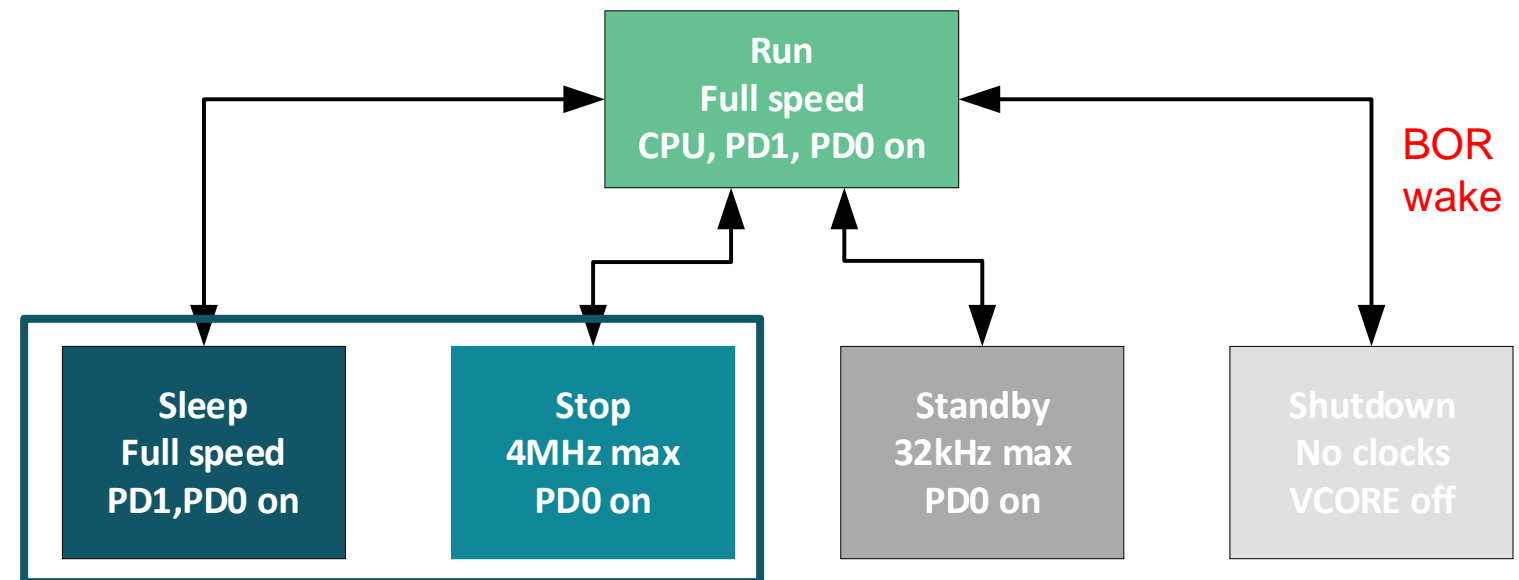 Run
Full speed
CPU, PD1, PD0 on
BOR
wake
Sleep
Full speed
PD1,PD0 on
Stop
4MHz max
PD0 on
Standby
32kHz max
PD0 on
Shutdown
No clocks
VCORE off